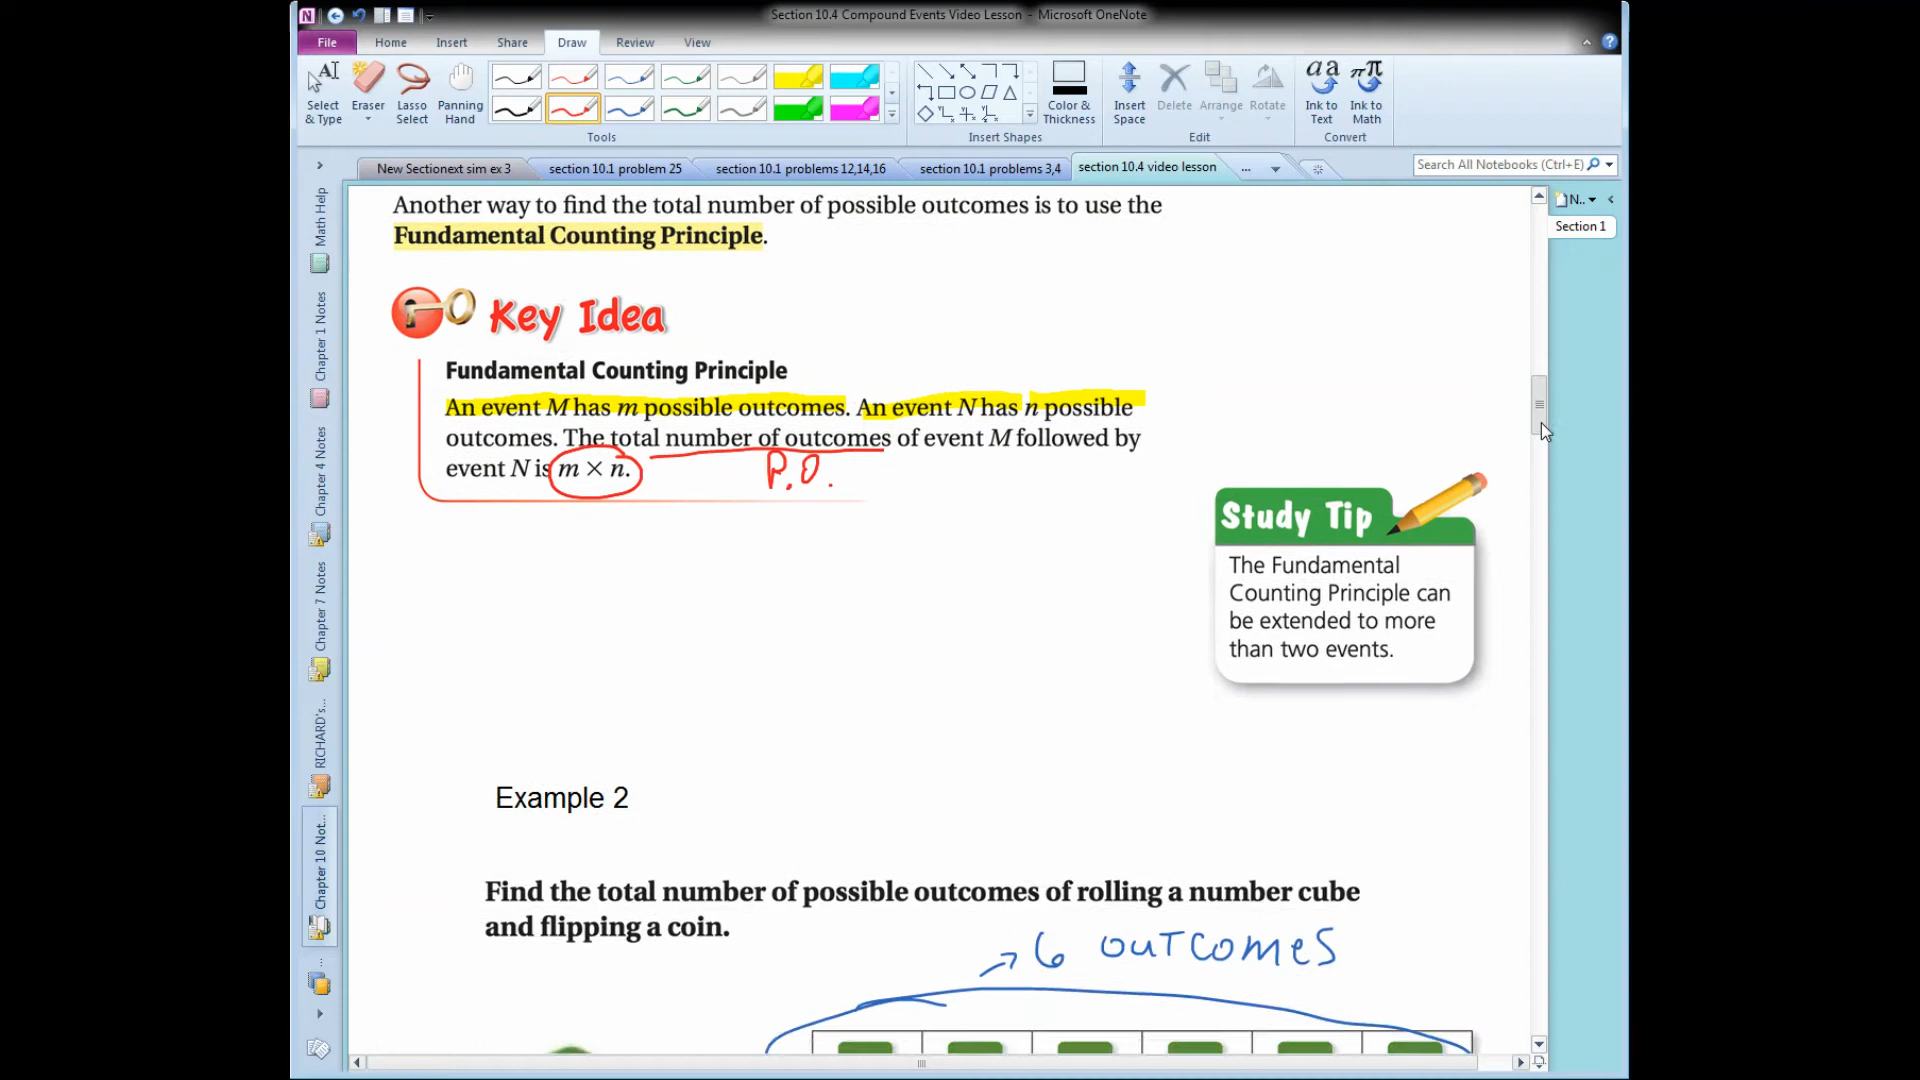 Section 10.4 Compound Events Video Lesson - Microsoft OneNote
File Home Insert Share Draw Review View
Select & Type
Eraser
Lasso Select
Panning Hand
Color & Thickness
Insert Space
Delete
Arrange
Rotate
Ink to Text
Ink to Math
Tools
Insert Shapes
Edit
Convert
New Sectionext sim ex 3
section 10.1 problem 25
section 10.1 problems 12,14,16
section 10.1 problems 3,4
section 10.4 video lesson
...
Search All Notebooks (Ctrl+E)
N..
Section 1
Math Help
Chapter 1 Notes
Chapter 4 Notes
Chapter 7 Notes
RICHARD's...
Chapter 10 Not...
Another way to find the total number of possible outcomes is to use the
Fundamental Counting Principle.
Key Idea
Fundamental Counting Principle
An event M has m possible outcomes. An event N has n possible
outcomes. The total number of outcomes of event M followed by
event N is m × n.
P.O.
Study Tip
The Fundamental
Counting Principle can
be extended to more
than two events.
Example 2
Find the total number of possible outcomes of rolling a number cube
and flipping a coin.
6 outcomes